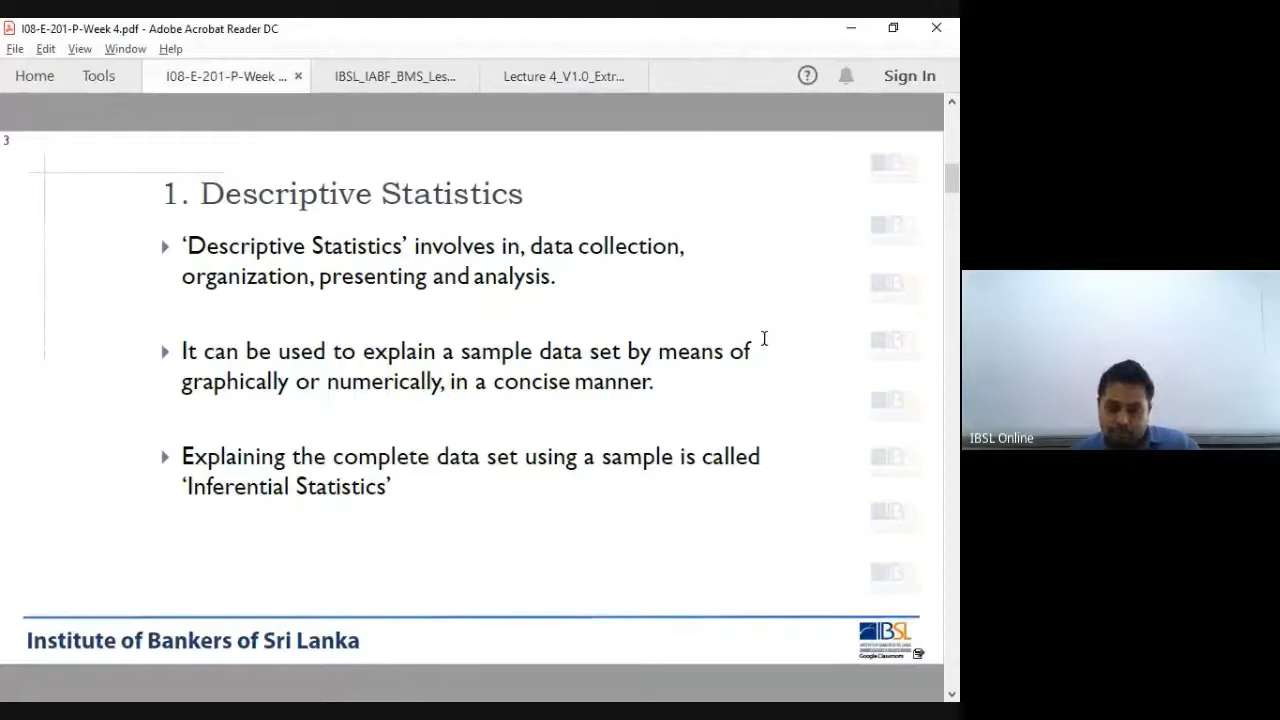 I08-E-201-P-Week 4.pdf - Adobe Acrobat Reader DC
File Edit View Window Help
Home Tools I08-E-201-P-Week ... × IBSL_IABF_BMS_Les... Lecture 4_V1.0_Extr... ? Sign In
3
1. Descriptive Statistics
‘Descriptive Statistics’ involves in, data collection,
organization, presenting and analysis.
It can be used to explain a sample data set by means of
graphically or numerically, in a concise manner.
IBSL Online
Explaining the complete data set using a sample is called
‘Inferential Statistics’
Institute of Bankers of Sri Lanka
IBSL
Google Classroom